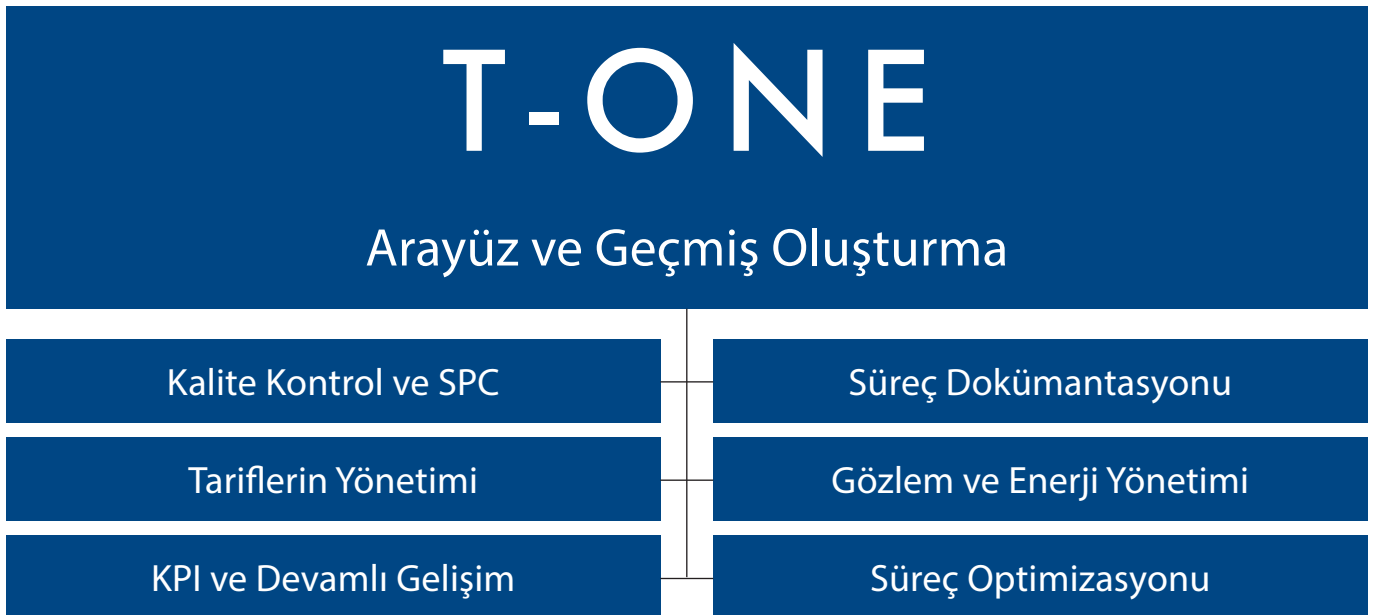 T-ONE
Arayüz ve Geçmiş Oluşturma
Kalite Kontrol ve SPC
Süreç Dokümantasyonu
Tariflerin Yönetimi
Gözlem ve Enerji Yönetimi
KPI ve Devamlı Gelişim
Süreç Optimizasyonu